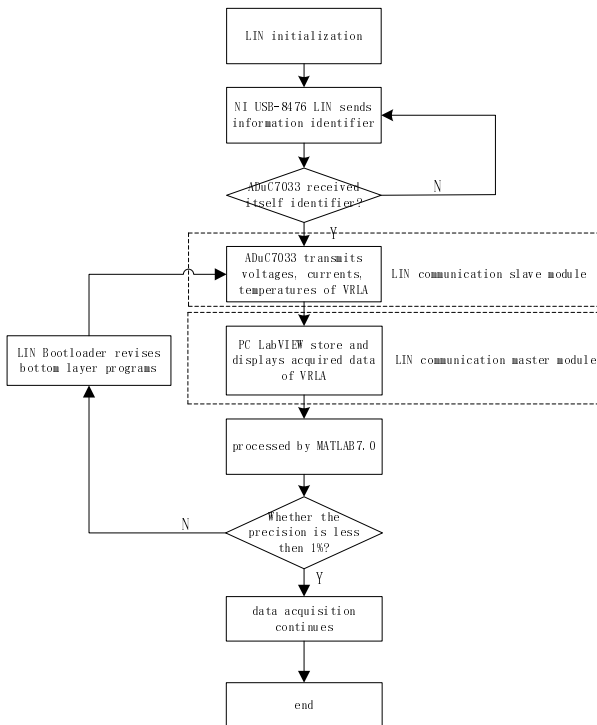 LIN initialization
NI USB-8476 LIN sends
information identifier
ADuC7033 received
itself identifier?
N
Y
ADuC7033 transmits
voltages, currents,
temperatures of VRLA
LIN communication slave module
LIN Bootloader revises
bottom layer programs
PC LabVIEW store and
displays acquired data
of VRLA
LIN communication master module
processed by MATLAB7.0
Whether the
precision is less
then 1%?
N
Y
data acquisition
continues
end